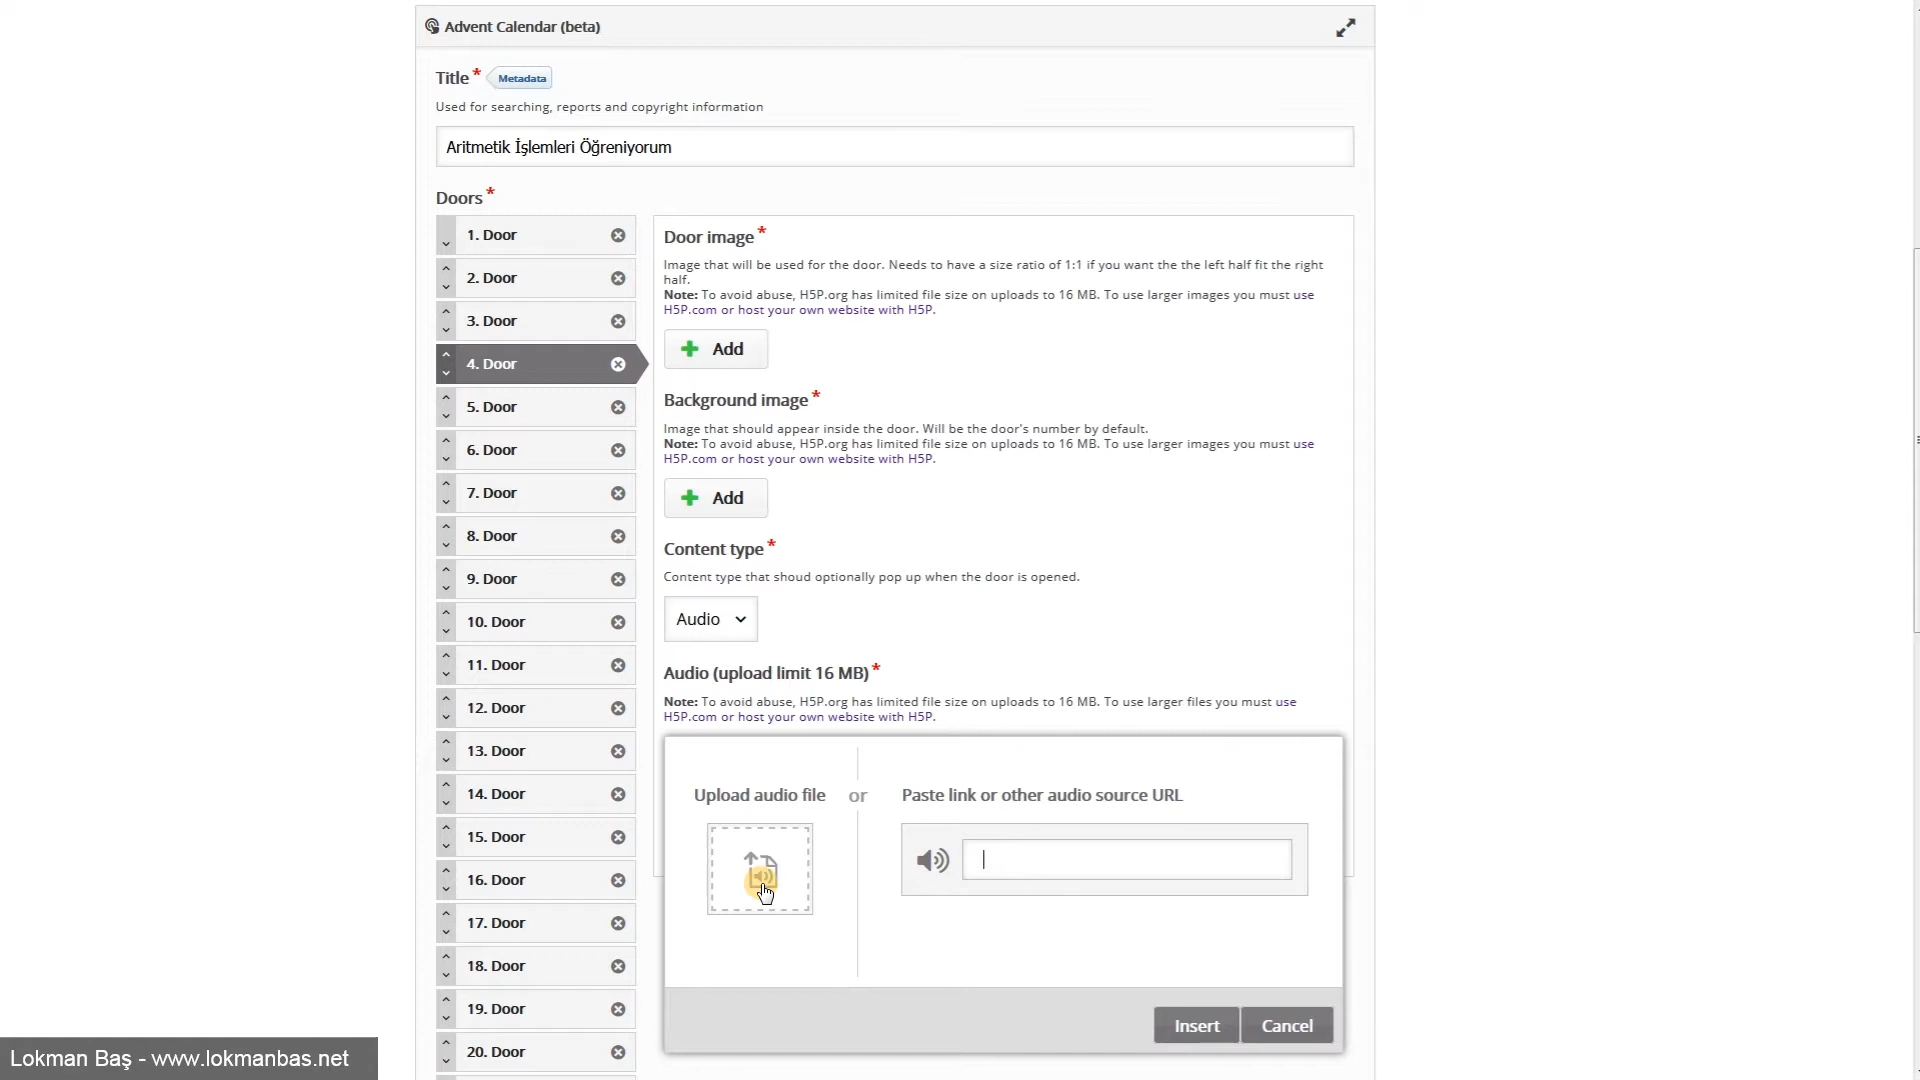 Advent Calendar (beta)
Title* Metadata
Used for searching, reports and copyright information
Aritmetik İşlemleri Öğreniyorum
Doors*
1. Door
2. Door
3. Door
4. Door
5. Door
6. Door
7. Door
8. Door
9. Door
10. Door
11. Door
12. Door
13. Door
14. Door
15. Door
16. Door
17. Door
18. Door
19. Door
20. Door
Door image*
Image that will be used for the door. Needs to have a size ratio of 1:1 if you want the the left half fit the right
half.
Note: To avoid abuse, H5P.org has limited file size on uploads to 16 MB. To use larger images you must use
H5P.com or host your own website with H5P.
Add
Background image*
Image that should appear inside the door. Will be the door's number by default.
Note: To avoid abuse, H5P.org has limited file size on uploads to 16 MB. To use larger images you must use
H5P.com or host your own website with H5P.
Add
Content type*
Content type that shoud optionally pop up when the door is opened.
Audio
Audio (upload limit 16 MB)*
Note: To avoid abuse, H5P.org has limited file size on uploads to 16 MB. To use larger files you must use
H5P.com or host your own website with H5P.
Upload audio file or Paste link or other audio source URL
Insert Cancel
Lokman Baş - www.lokmanbas.net